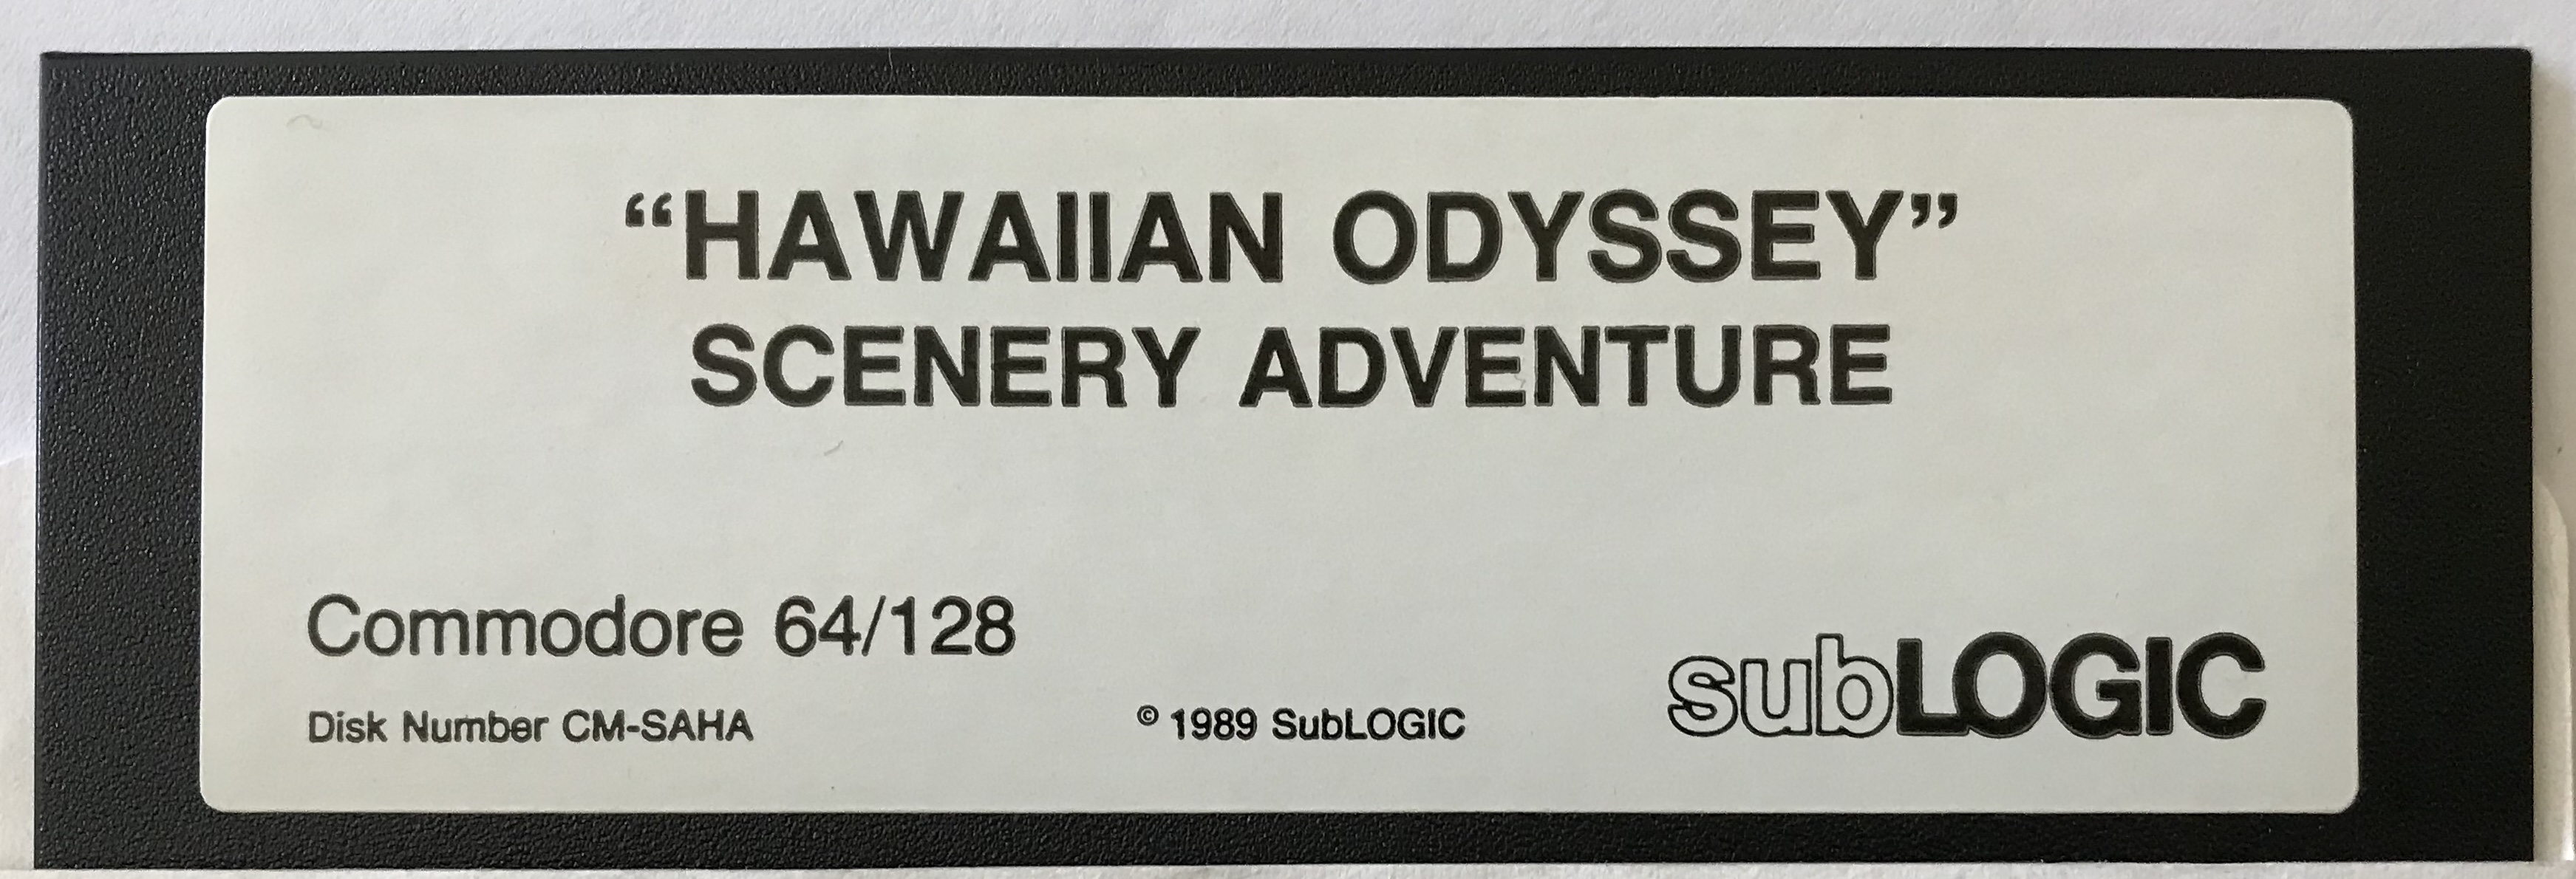 “HAWAIIAN ODYSSEY”
SCENERY ADVENTURE
Commodore 64/128
Disk Number CM-SAHA
© 1989 SubLOGIC
subLOGIC